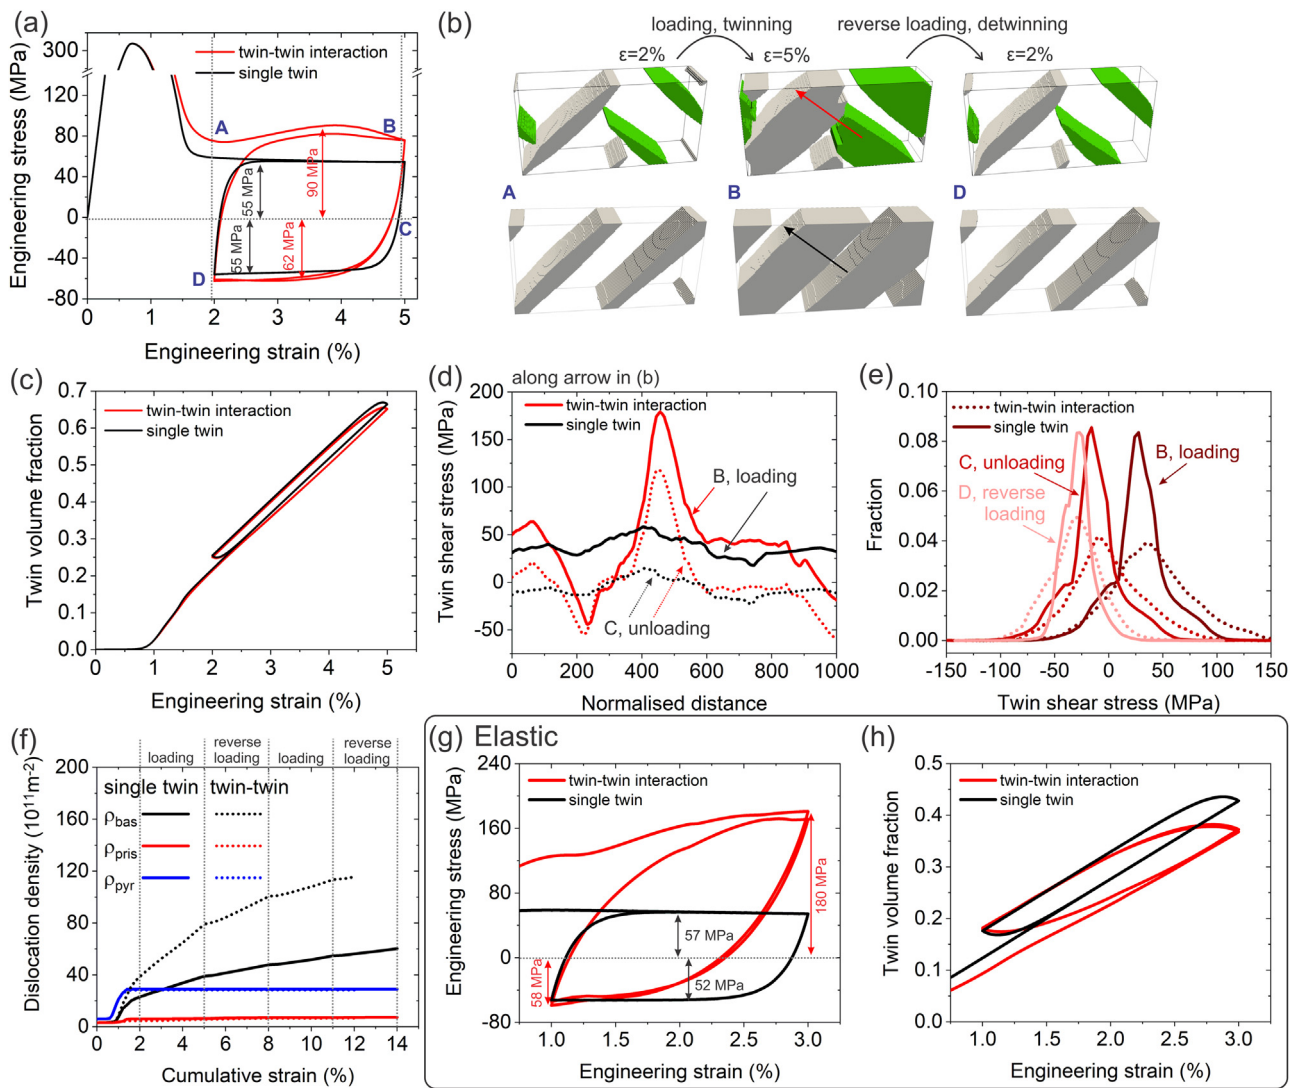 (a)
Engineering stress (MPa)
300
120
80
40
0
-40
-80
twin-twin interaction
single twin
A
B
C
D
55 MPa
90 MPa
55 MPa
62 MPa
0 1 2 3 4 5
Engineering strain (%)
(b)
loading, twinning
reverse loading, detwinning
ε=2%
ε=5%
ε=2%
A
B
D
(c)
Twin volume fraction
0.7
0.6
0.5
0.4
0.3
0.2
0.1
0.0
twin-twin interaction
single twin
0 1 2 3 4 5
Engineering strain (%)
(d)
along arrow in (b)
Twin shear stress (MPa)
200
150
100
50
0
-50
twin-twin interaction
single twin
B, loading
C, unloading
0 200 400 600 800 1000
Normalised distance
(e)
Fraction
0.10
0.08
0.06
0.04
0.02
0.00
twin-twin interaction
single twin
C, unloading
B, loading
D, reverse
loading
-150 -100 -50 0 50 100 150
Twin shear stress (MPa)
(f)
Dislocation density (10¹¹m⁻²)
200
160
120
80
40
0
loading
reverse
loading
loading
reverse
loading
single twin twin-twin
ρbas
ρpris
ρpyr
0 2 4 6 8 10 12 14
Cumulative strain (%)
(g) Elastic
Engineering stress (MPa)
240
160
80
0
-80
twin-twin interaction
single twin
57 MPa
52 MPa
58 MPa
180 MPa
1.0 1.5 2.0 2.5 3.0
Engineering strain (%)
(h)
Twin volume fraction
0.5
0.4
0.3
0.2
0.1
0.0
twin-twin interaction
single twin
1.0 1.5 2.0 2.5 3.0
Engineering strain (%)